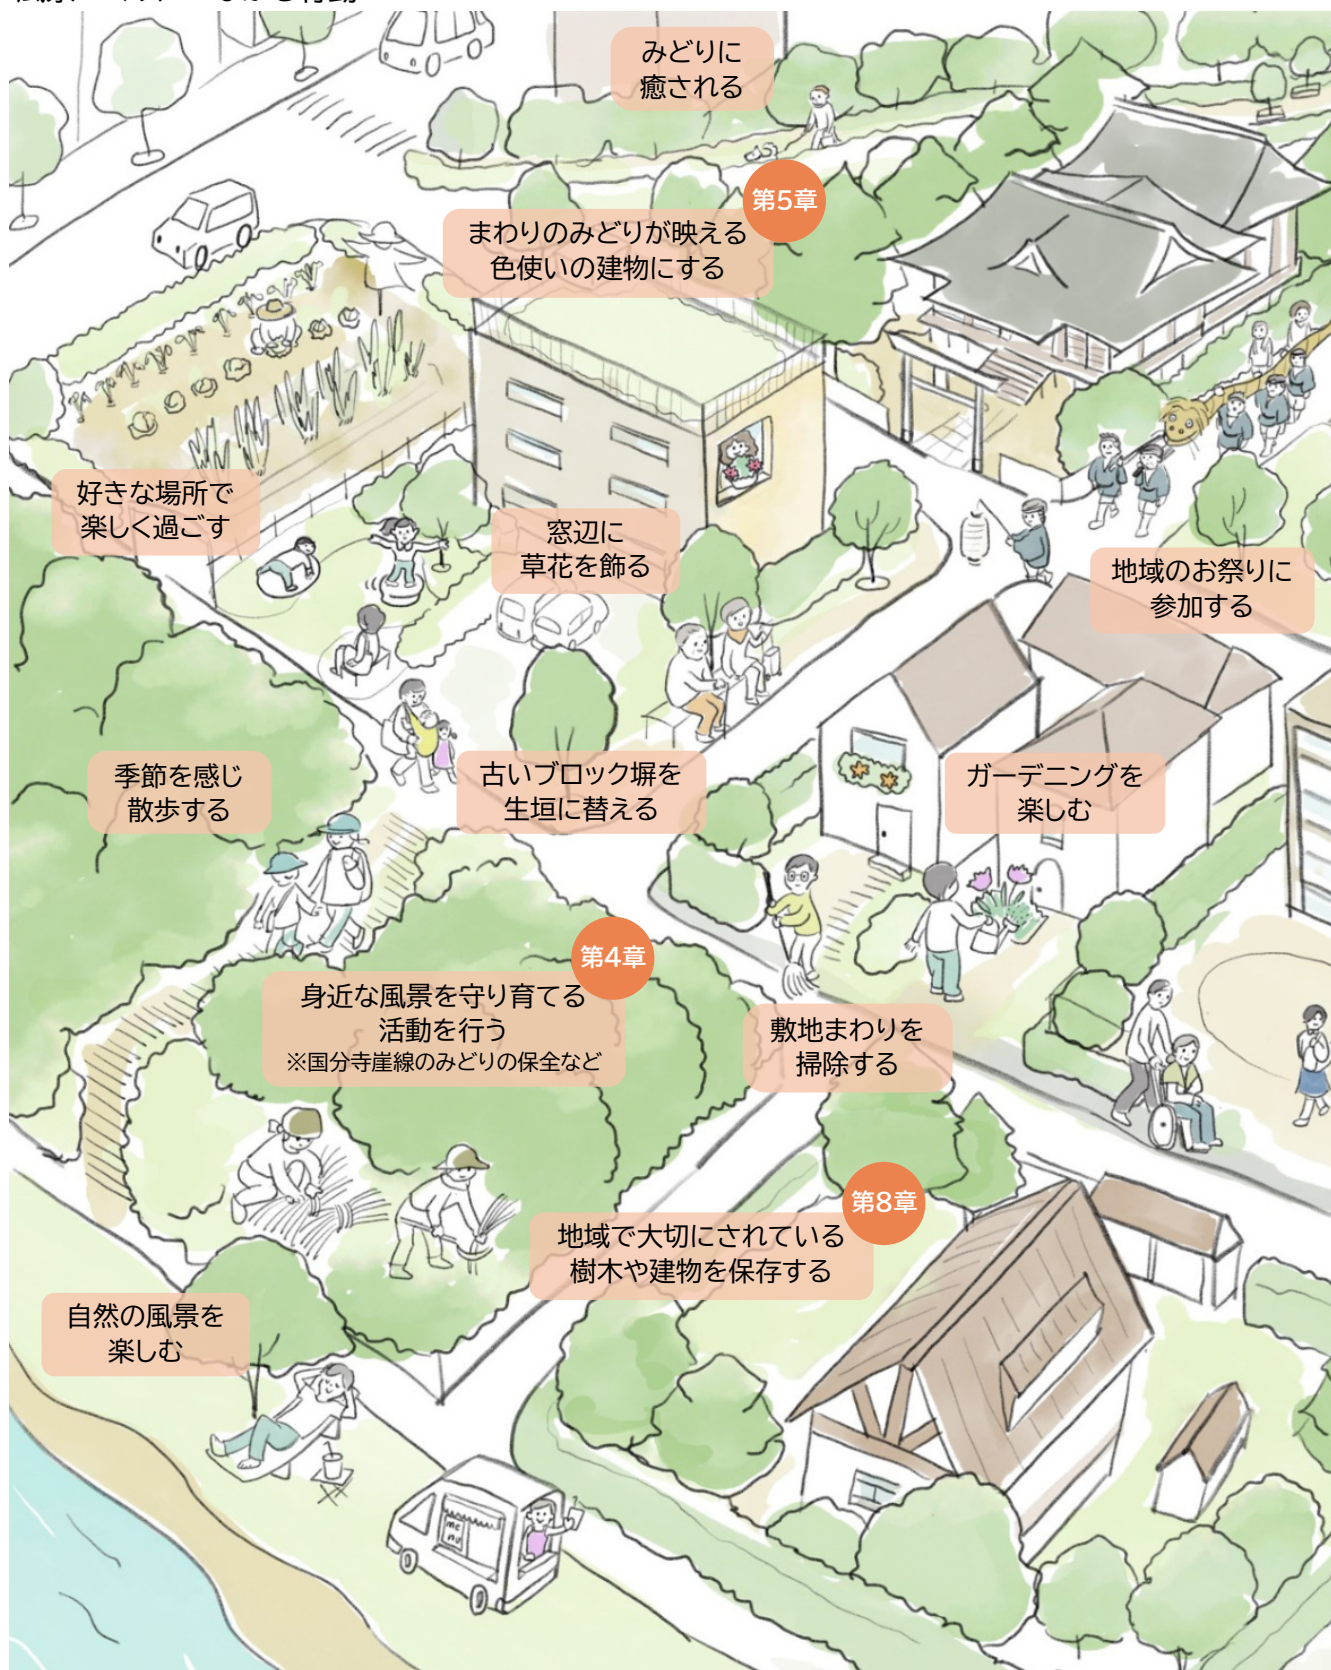 みどりに
癒される
第5章
まわりのみどりが映える
色使いの建物にする
好きな場所で
楽しく過ごす
窓辺に
草花を飾る
地域のお祭りに
参加する
季節を感じ
散歩する
古いブロック塀を
生垣に替える
ガーデニングを
楽しむ
第4章
身近な風景を守り育てる
活動を行う
※国分寺崖線のみどりの保全など
敷地まわりを
掃除する
第8章
地域で大切にされている
樹木や建物を保存する
自然の風景を
楽しむ
me
nu